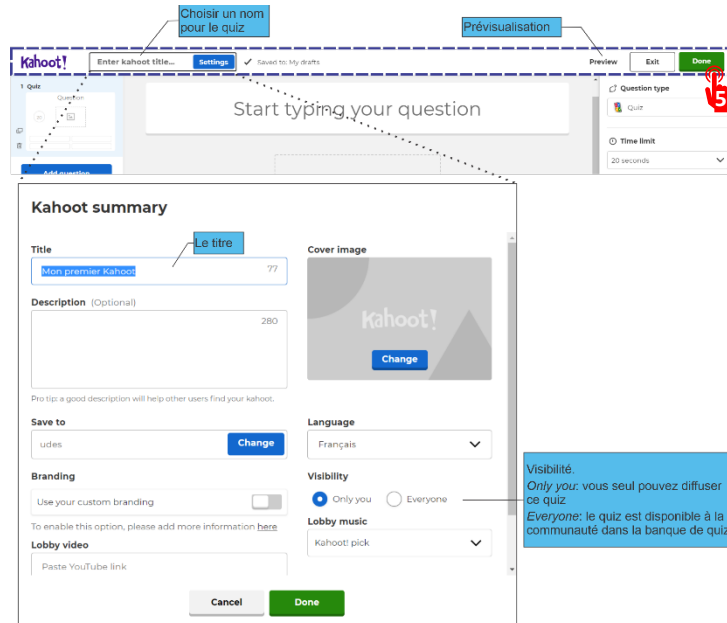 Choisir un nom
pour le quiz
Prévisualisation
Kahoot!
Enter kahoot title...
Settings
Saved to: My drafts
Preview
Exit
Done
1 Quiz
Question
Start typing your question
Question type
Quiz
5
Time limit
20 seconds
Add question
Kahoot summary
Title
Le titre
Cover image
Mon premier Kahoot
77
Description (Optional)
280
Kahoot!
Change
Pro tip: a good description will help other users find your kahoot.
Save to
Language
udes
Change
Français
Branding
Visibility
Use your custom branding
Only you
Everyone
To enable this option, please add more information here
Lobby music
Lobby video
Kahoot! pick
Paste YouTube link
Cancel
Done
Visibilité.
Only you: vous seul pouvez diffuser
ce quiz
Everyone: le quiz est disponible à la
communauté dans la banque de quiz